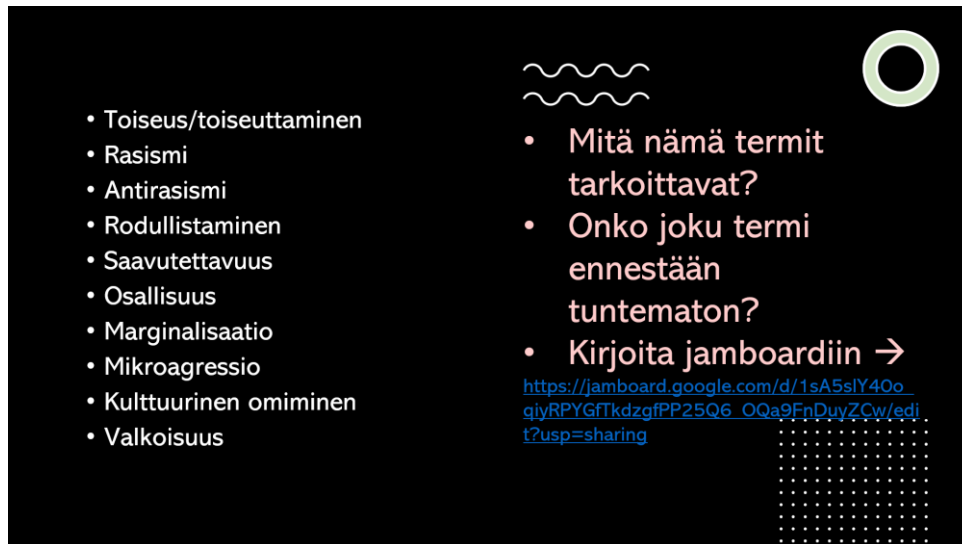 • Toiseus/toiseuttaminen
• Rasismi
• Antirasismi
• Rodullistaminen
• Saavutettavuus
• Osallisuus
• Marginalisaatio
• Mikroagressio
• Kulttuurinen omiminen
• Valkoisuus
• Mitä nämä termit
tarkoittavat?
• Onko joku termi
ennestään
tuntematon?
• Kirjoita jamboardiin →
https://jamboard.google.com/d/1sA5slY4Oo_
qiyRPYGfTkdzgfPP25Q6_OQa9FnDuyZCw/edi
t?usp=sharing